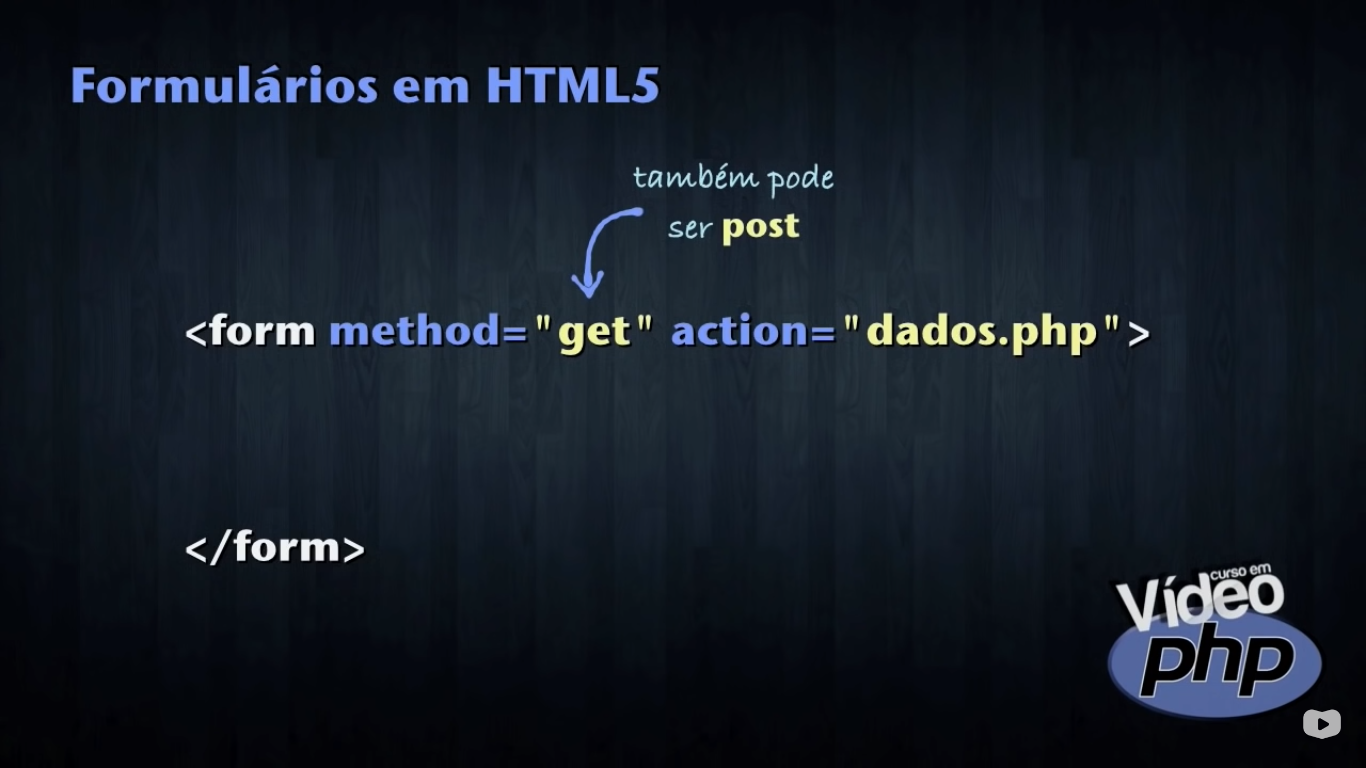 Formulários em HTML5
também pode
ser post
<form method="get" action="dados.php">
</form>
curso em
Vídeo
php